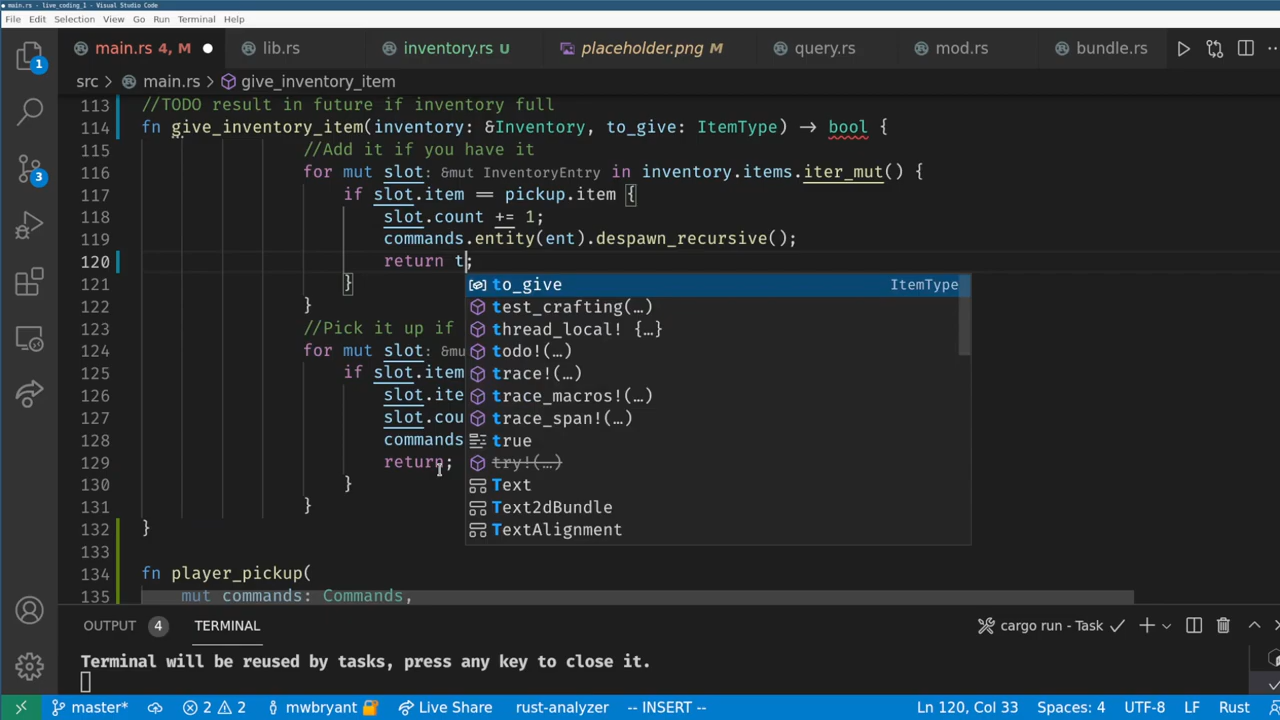 main.rs - live_coding_1 - Visual Studio Code
File Edit Selection View Go Run Terminal Help
main.rs 4, M ● lib.rs inventory.rs U placeholder.png M query.rs mod.rs bundle.rs
src > main.rs > give_inventory_item
113 //TODO result in future if inventory full
114 fn give_inventory_item(inventory: &Inventory, to_give: ItemType) → bool {
115 //Add it if you have it
116 for mut slot: &mut InventoryEntry in inventory.items.iter_mut() {
117 if slot.item == pickup.item {
118 slot.count += 1;
119 commands.entity(ent).despawn_recursive();
120 return t;
121 }
122 }
123 //Pick it up if
124 for mut slot: &mu
125 if slot.item
126 slot.ite
127 slot.cou
128 commands
129 return;
130 }
131 }
132 }
133
134 fn player_pickup(
135 mut commands: Commands,
to_give ItemType
test_crafting(…)
thread_local! {…}
todo!(…)
trace!(…)
trace_macros!(…)
trace_span!(…)
true
try!(…)
Text
Text2dBundle
TextAlignment
1
3
OUTPUT 4 TERMINAL cargo run - Task
Terminal will be reused by tasks, press any key to close it.
master* 2 2 mwbryant Live Share rust-analyzer -- INSERT -- Ln 120, Col 33 Spaces: 4 UTF-8 LF Rust